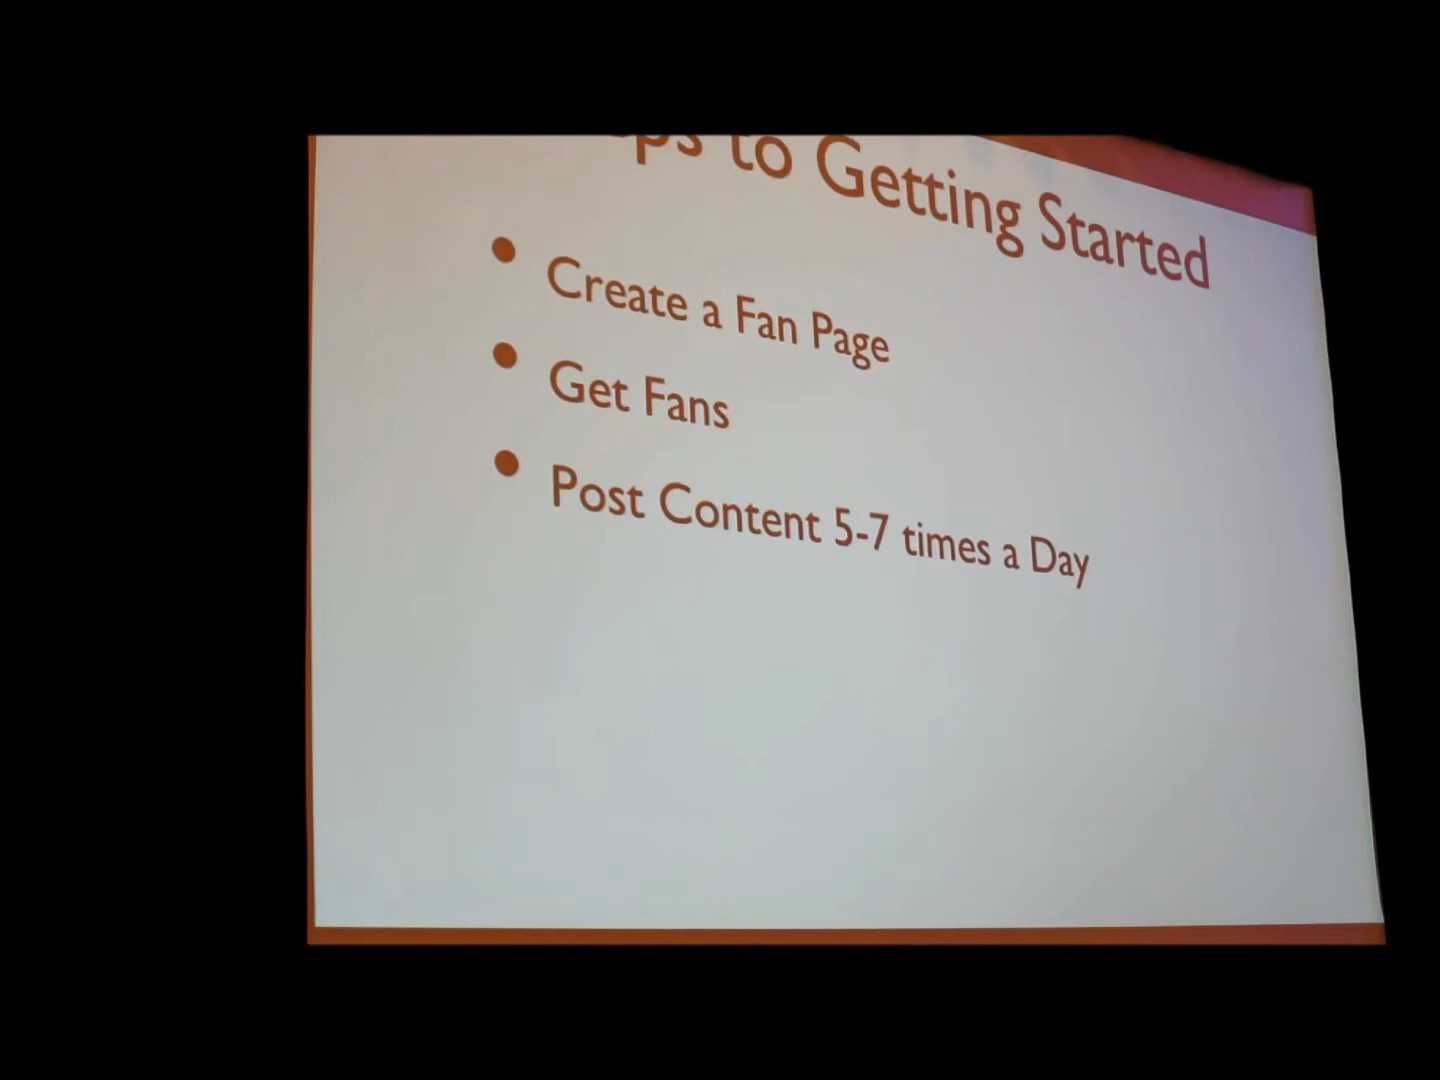 to Getting Started
• Create a Fan Page
• Get Fans
• Post Content 5-7 times a Day